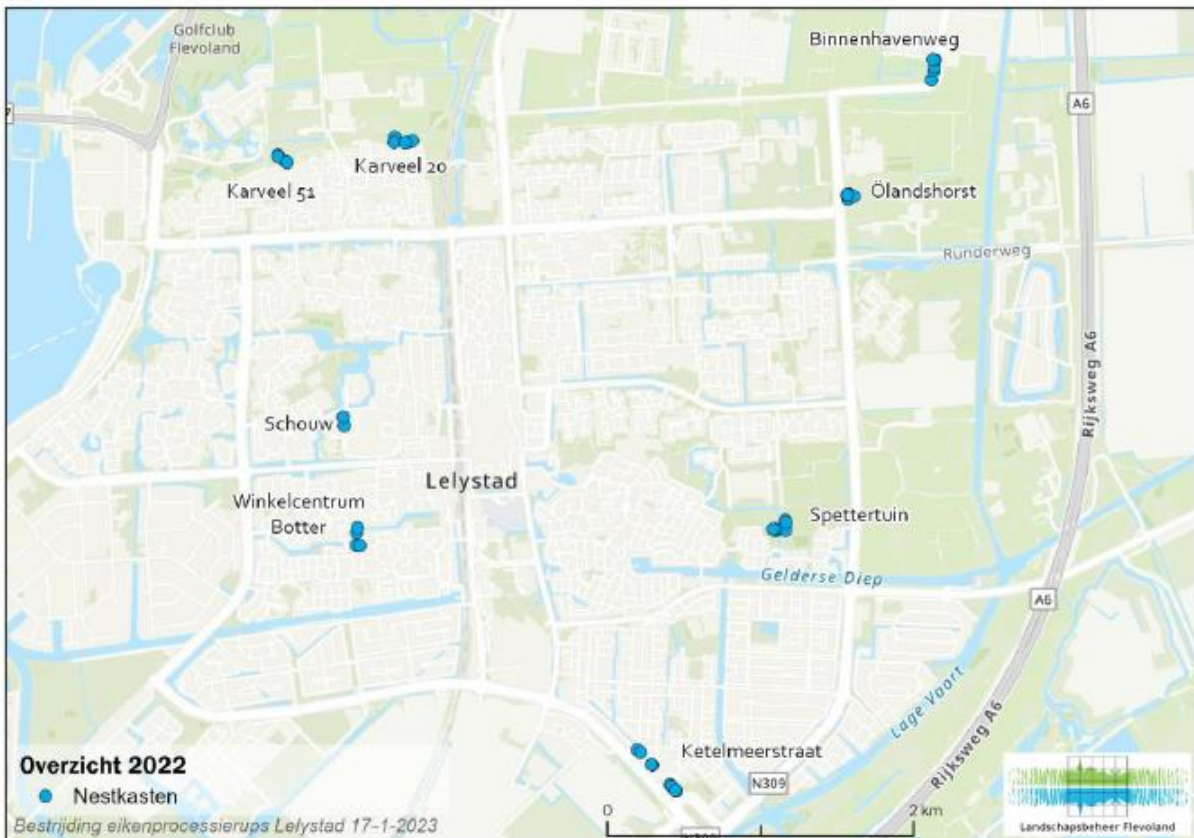 Golfclub
Flevoland
Binnenhavenweg
7
A6
Karveel 20
Karveel 51
Ölandshorst
Runderweg
Rijksweg A6
Schouw
Lelystad
Winkelcentrum
Botter
Spettertuin
Gelderse Diep
A6
Lage Vaart
Rijksweg A6
Ketelmeerstraat
N309
Overzicht 2022
Nestkasten
0
2 km
Bestrijding eikenprocessierups Lelystad 17-1-2023
Landschapsbeheer Flevoland